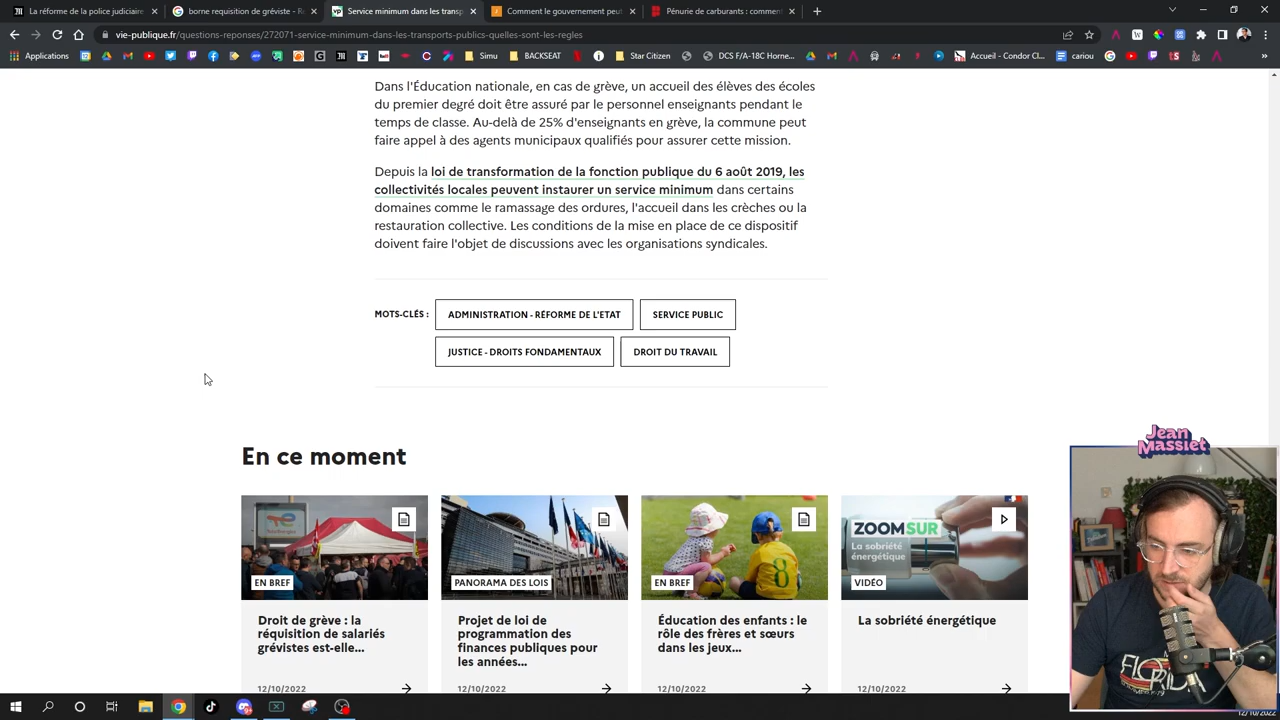 La réforme de la police judiciaire
borne requisition de gréviste - R
Service minimum dans les transp
Comment le gouvernement peut
Pénurie de carburants : comment
vie-publique.fr/questions-reponses/272071-service-minimum-dans-les-transports-publics-quelles-sont-les-regles
Applications
Simu
BACKSEAT
Star Citizen
DCS F/A-18C Horne...
Accueil - Condor Cl...
cariou
Dans l'Éducation nationale, en cas de grève, un accueil des élèves des écoles
du premier degré doit être assuré par le personnel enseignants pendant le
temps de classe. Au-delà de 25% d'enseignants en grève, la commune peut
faire appel à des agents municipaux qualifiés pour assurer cette mission.
Depuis la loi de transformation de la fonction publique du 6 août 2019, les
collectivités locales peuvent instaurer un service minimum dans certains
domaines comme le ramassage des ordures, l'accueil dans les crèches ou la
restauration collective. Les conditions de la mise en place de ce dispositif
doivent faire l'objet de discussions avec les organisations syndicales.
MOTS-CLÉS :
ADMINISTRATION - RÉFORME DE L'ETAT
SERVICE PUBLIC
JUSTICE - DROITS FONDAMENTAUX
DROIT DU TRAVAIL
En ce moment
EN BREF
Droit de grève : la
réquisition de salariés
grévistes est-elle...
12/10/2022
PANORAMA DES LOIS
Projet de loi de
programmation des
finances publiques pour
les années...
12/10/2022
8
EN BREF
Éducation des enfants : le
rôle des frères et sœurs
dans les jeux...
12/10/2022
ZOOM SUR
La sobriété
énergétique
VIDÉO
La sobriété énergétique
12/10/2022
Jean
Massiet
12/10/2022